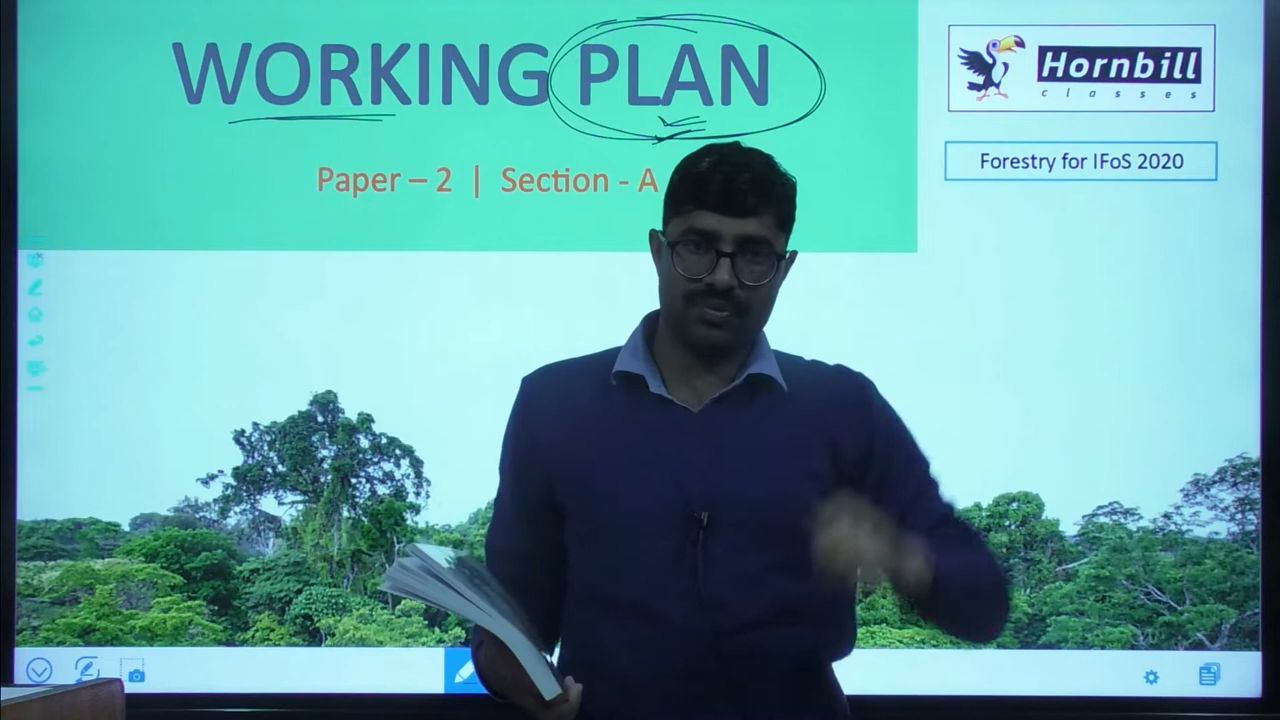 WORKING PLAN
Paper – 2 | Section - A
Hornbill
classes
Forestry for IFoS 2020